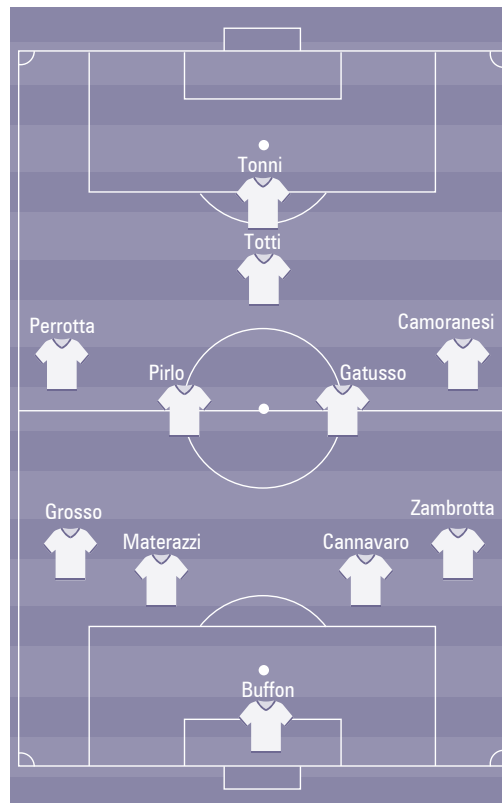 Tonni
Totti
Perrotta
Camoranesi
Pirlo
Gatusso
Grosso
Zambrotta
Materazzi
Cannavaro
Buffon